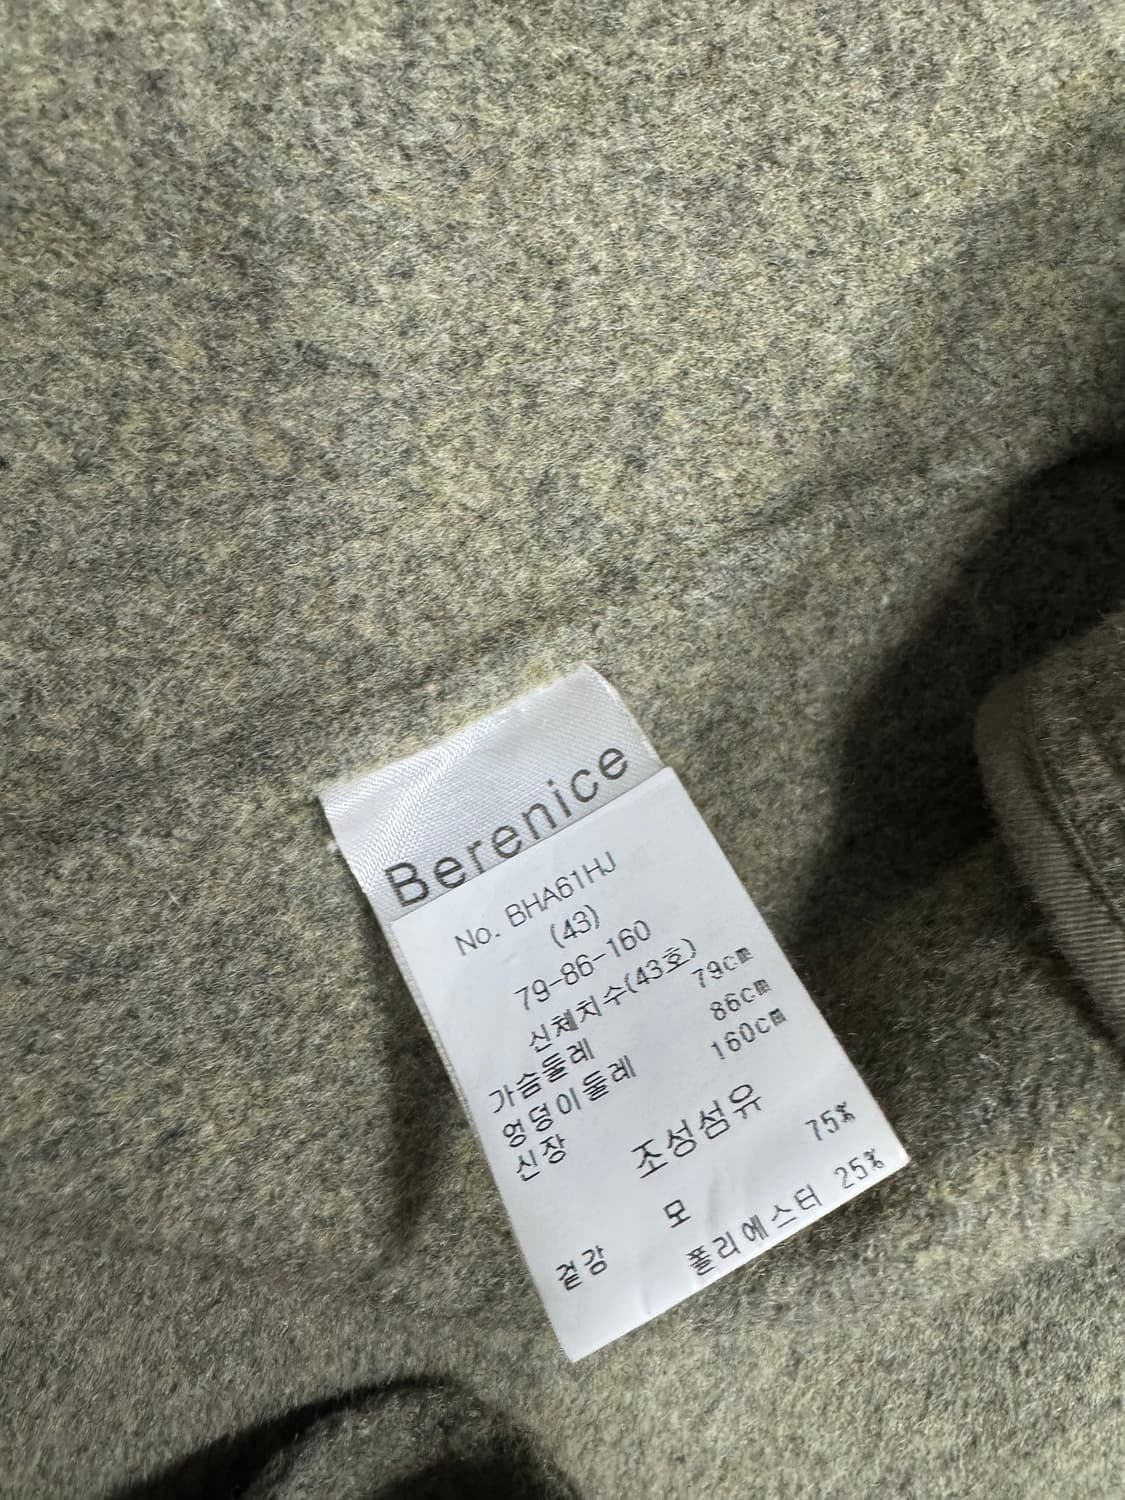 Berenice
No. BHA61HJ
(43)
79-86-160
신체치수(43호)
가슴둘레 79cm
엉덩이둘레 86cm
신장 160cm
조성섬유
겉감 모 75%
폴리에스터 25%